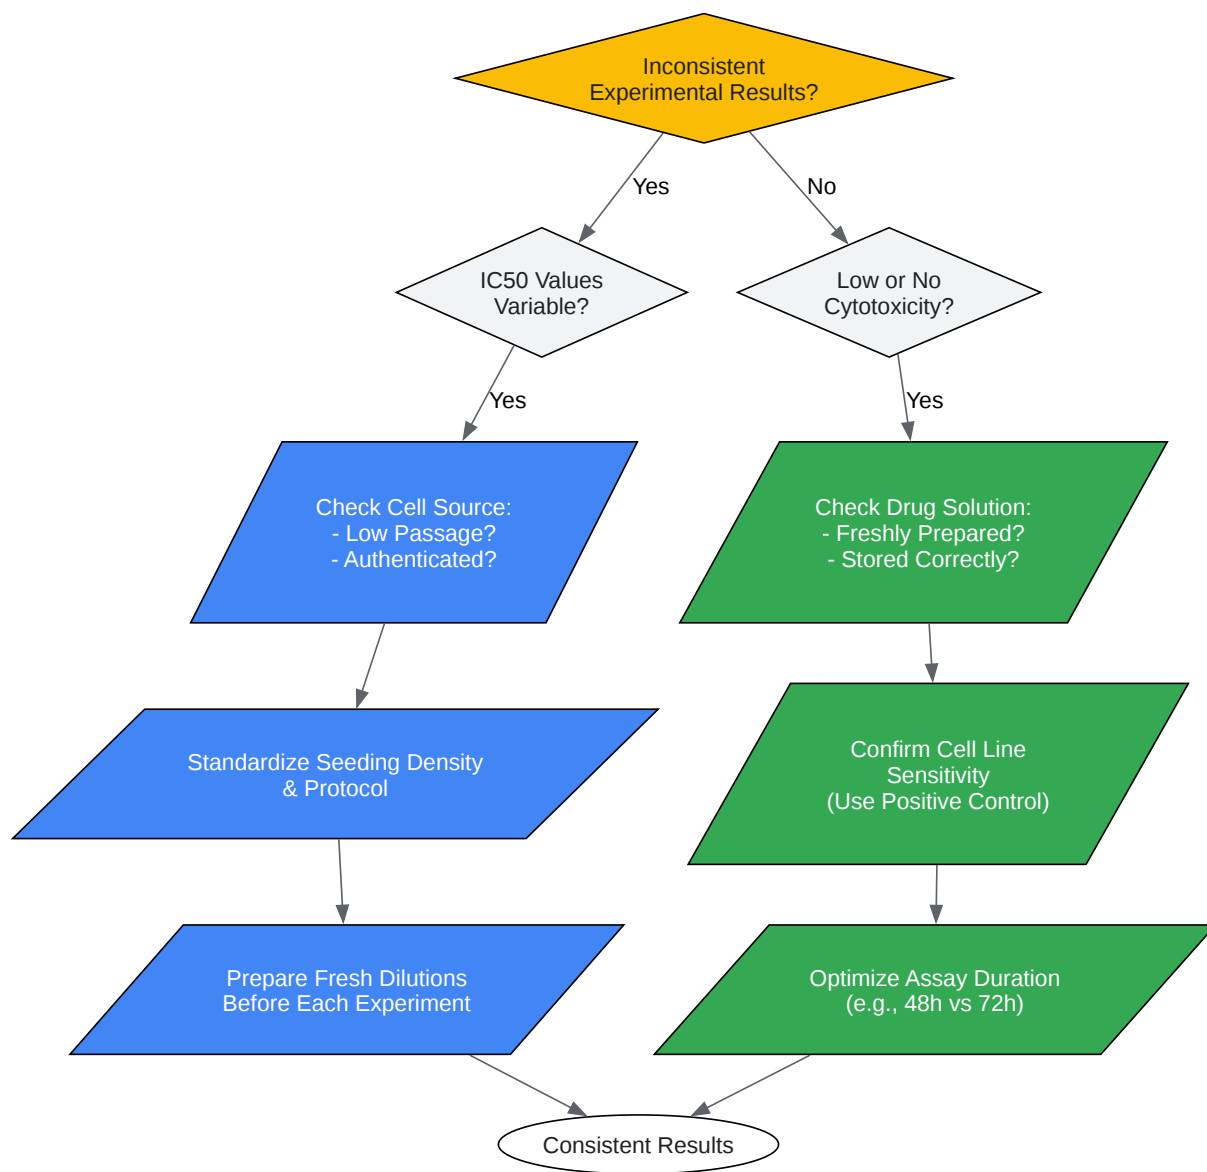 Inconsistent
Experimental Results?
Yes
No
IC50 Values
Variable?
Low or No
Cytotoxicity?
Yes
Yes
Check Cell Source:
- Low Passage?
- Authenticated?
Check Drug Solution:
- Freshly Prepared?
- Stored Correctly?
Standardize Seeding Density
& Protocol
Confirm Cell Line
Sensitivity
(Use Positive Control)
Prepare Fresh Dilutions
Before Each Experiment
Optimize Assay Duration
(e.g., 48h vs 72h)
Consistent Results